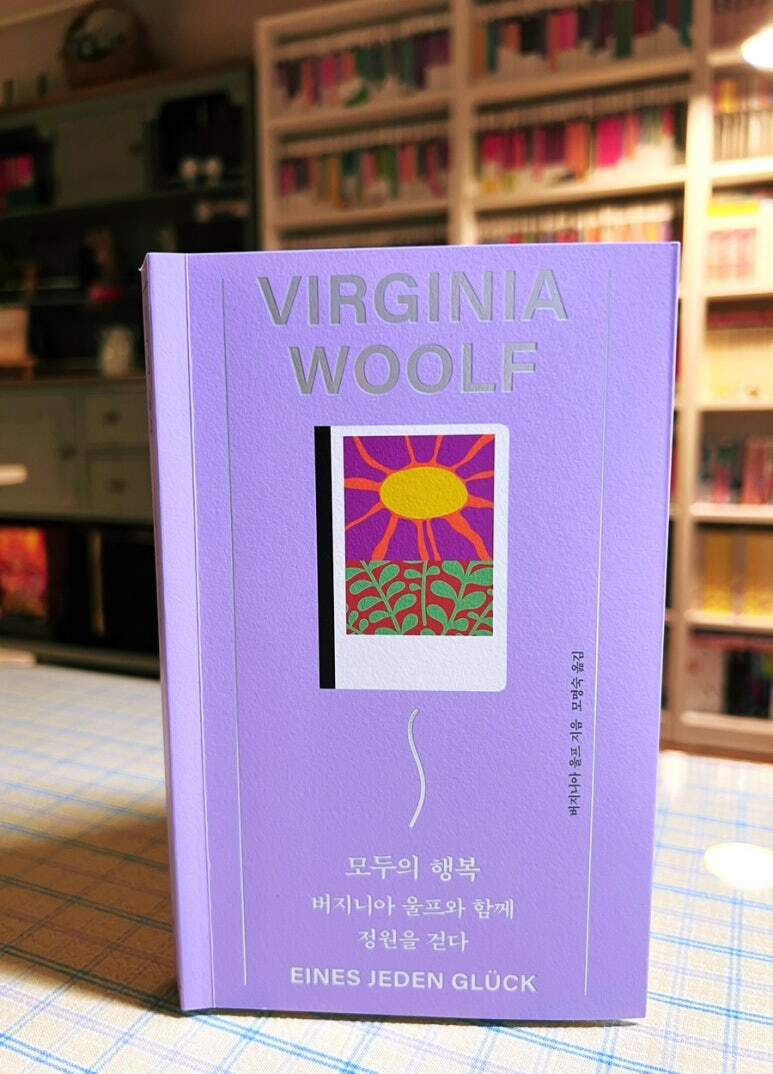 VIRGINIA
WOOLF
버지니아 울프 지음 모명숙 옮김
모두의 행복
버지니아 울프와 함께
정원을 걷다
EINES JEDEN GLÜCK